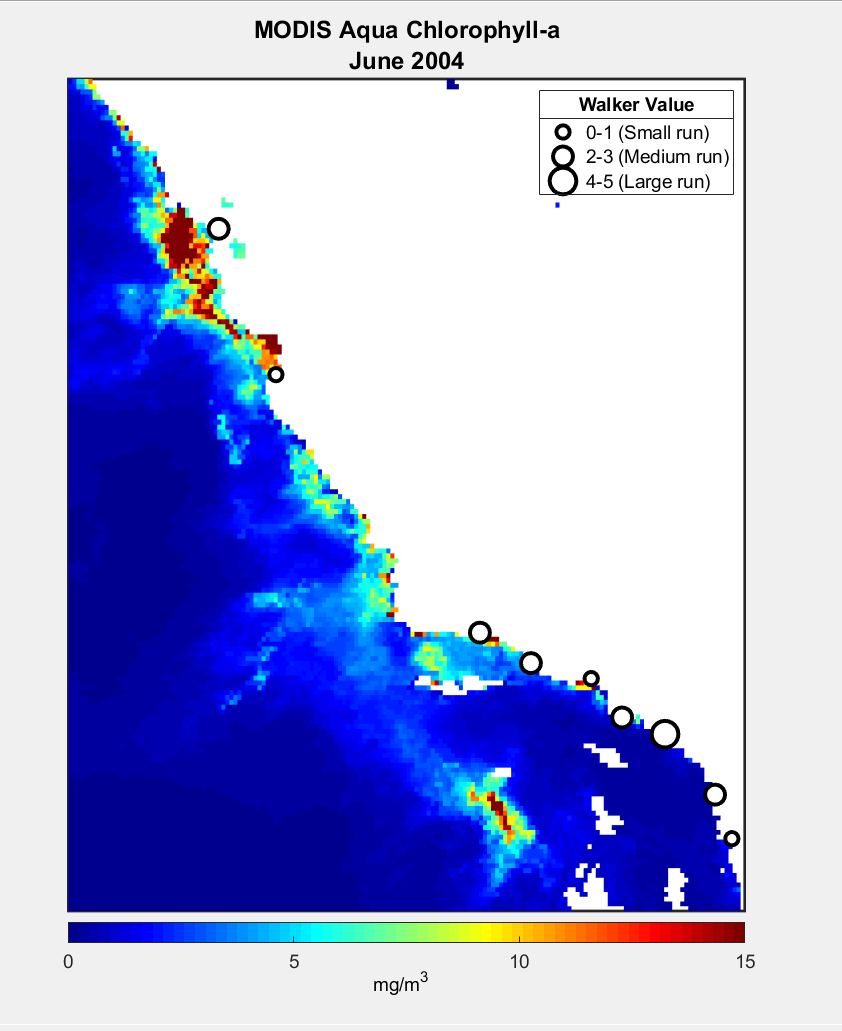 MODIS Aqua Chlorophyll-a
June 2004
Walker Value
0-1 (Small run)
2-3 (Medium run)
4-5 (Large run)
0 5 10 15
mg/m³